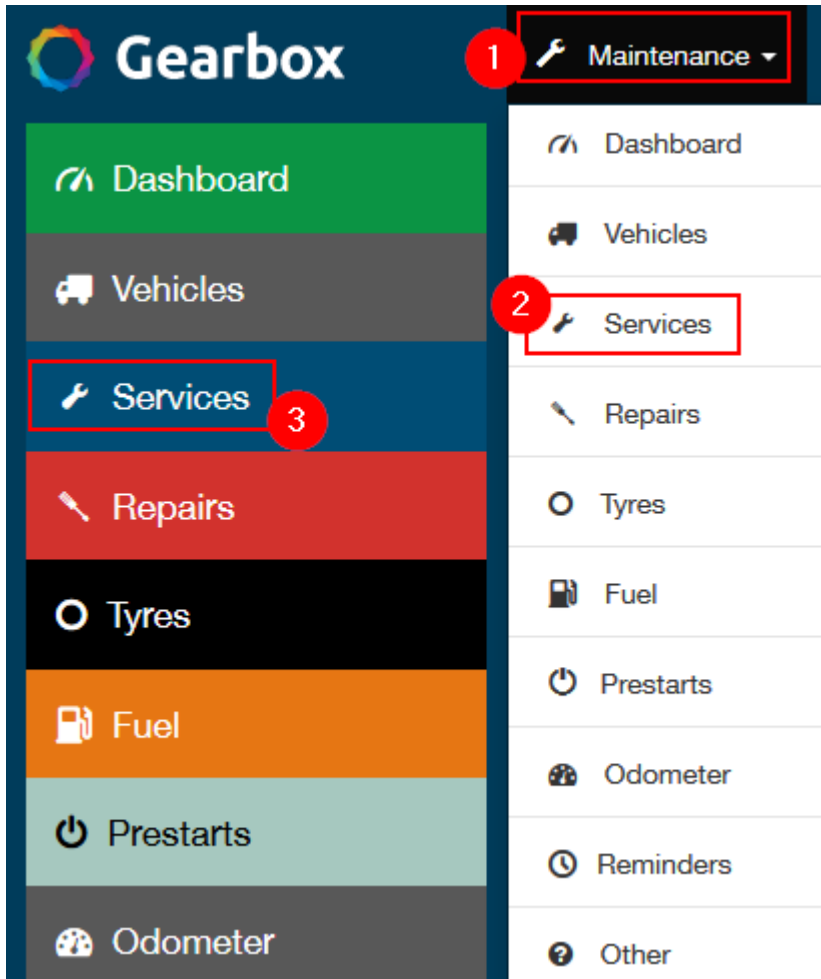 Gearbox
1
Maintenance
Dashboard
Vehicles
2
Services
Repairs
Tyres
Fuel
Prestarts
Odometer
Reminders
Other
Dashboard
Vehicles
Services
3
Repairs
Tyres
Fuel
Prestarts
Odometer